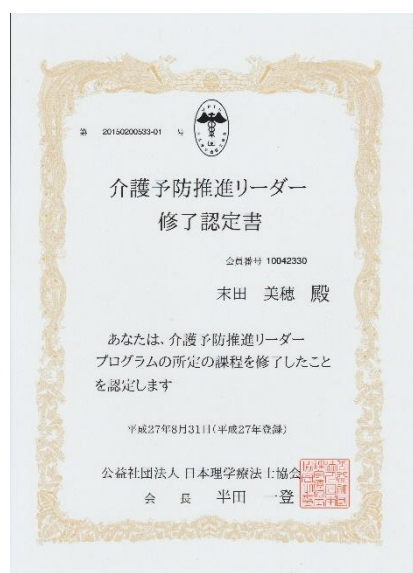 第 20150200533-01 号
介護予防推進リーダー
修了認定書
会員番号 10042330
末田 美穂 殿
あなたは、介護予防推進リーダー
プログラムの所定の課程を修了したこと
を認定します
平成27年8月31日(平成27年登録)
公益社団法人 日本理学療法士協会
会 長 半田 一登